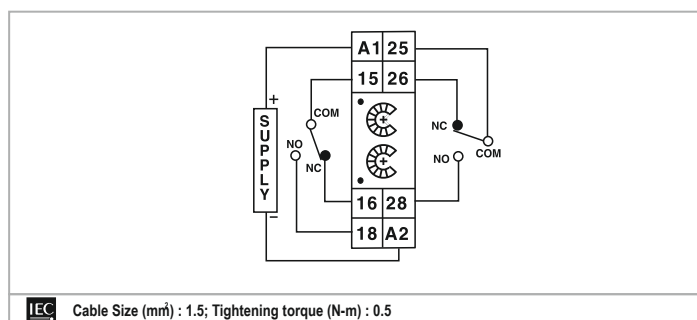 A1 25
15 26
+
COM
SUPPLY
NO
NC
NC
COM
NO
16 28
−
18 A2
IEC
Cable Size (mm²) : 1.5; Tightening torque (N-m) : 0.5